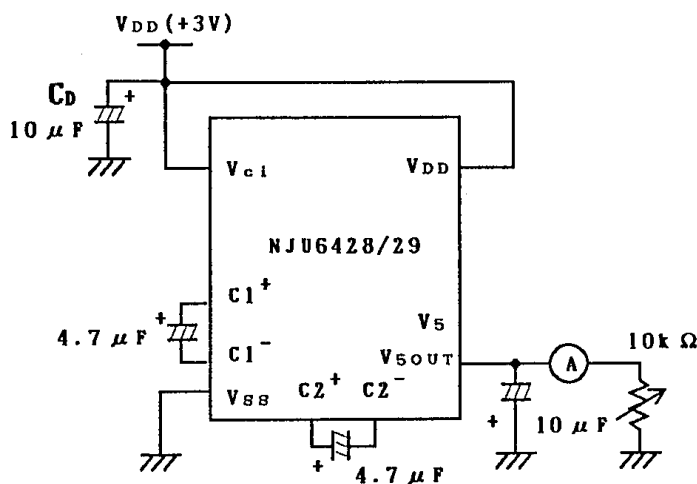 VDD(+3V)
CD
+
10μF
Vci
VDD
NJU6428/29
C1+
+
4.7μF
C1-
V5
V5OUT
A
10kΩ
VSS
C2+ C2-
+
10μF
+
4.7μF